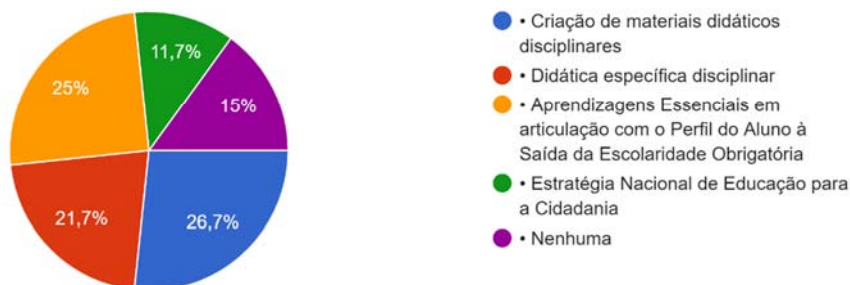 11,7%
25%
15%
21,7%
26,7%
• Criação de materiais didáticos
disciplinares
• Didática específica disciplinar
• Aprendizagens Essenciais em
articulação com o Perfil do Aluno à
Saída da Escolaridade Obrigatória
• Estratégia Nacional de Educação para
a Cidadania
• Nenhuma